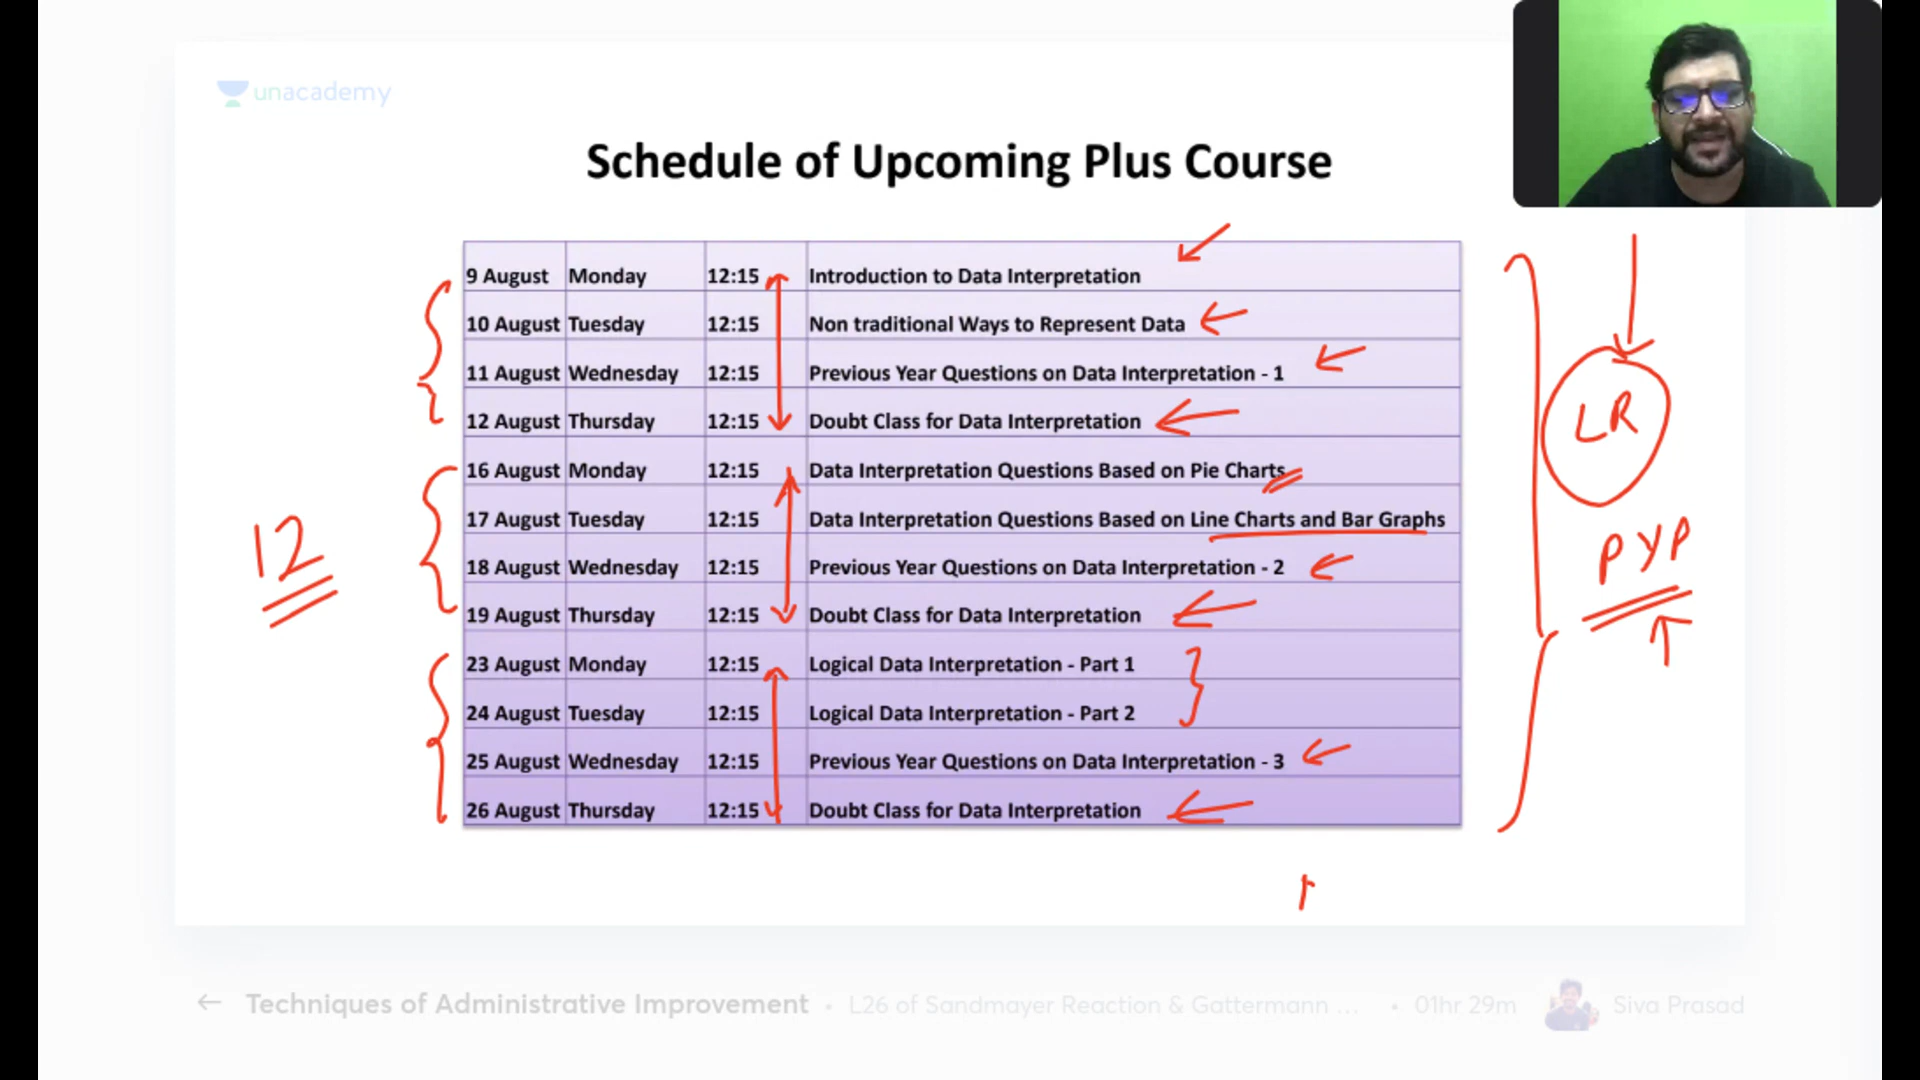 unacademy
Schedule of Upcoming Plus Course
9 August Monday 12:15 Introduction to Data Interpretation
10 August Tuesday 12:15 Non traditional Ways to Represent Data
11 August Wednesday 12:15 Previous Year Questions on Data Interpretation - 1
12 August Thursday 12:15 Doubt Class for Data Interpretation
16 August Monday 12:15 Data Interpretation Questions Based on Pie Charts
17 August Tuesday 12:15 Data Interpretation Questions Based on Line Charts and Bar Graphs
18 August Wednesday 12:15 Previous Year Questions on Data Interpretation - 2
19 August Thursday 12:15 Doubt Class for Data Interpretation
23 August Monday 12:15 Logical Data Interpretation - Part 1
24 August Tuesday 12:15 Logical Data Interpretation - Part 2
25 August Wednesday 12:15 Previous Year Questions on Data Interpretation - 3
26 August Thursday 12:15 Doubt Class for Data Interpretation
12
LR
PYP
Techniques of Administrative Improvement • L26 of Sandmayer Reaction & Gattermann ... • 01hr 29m Siva Prasad